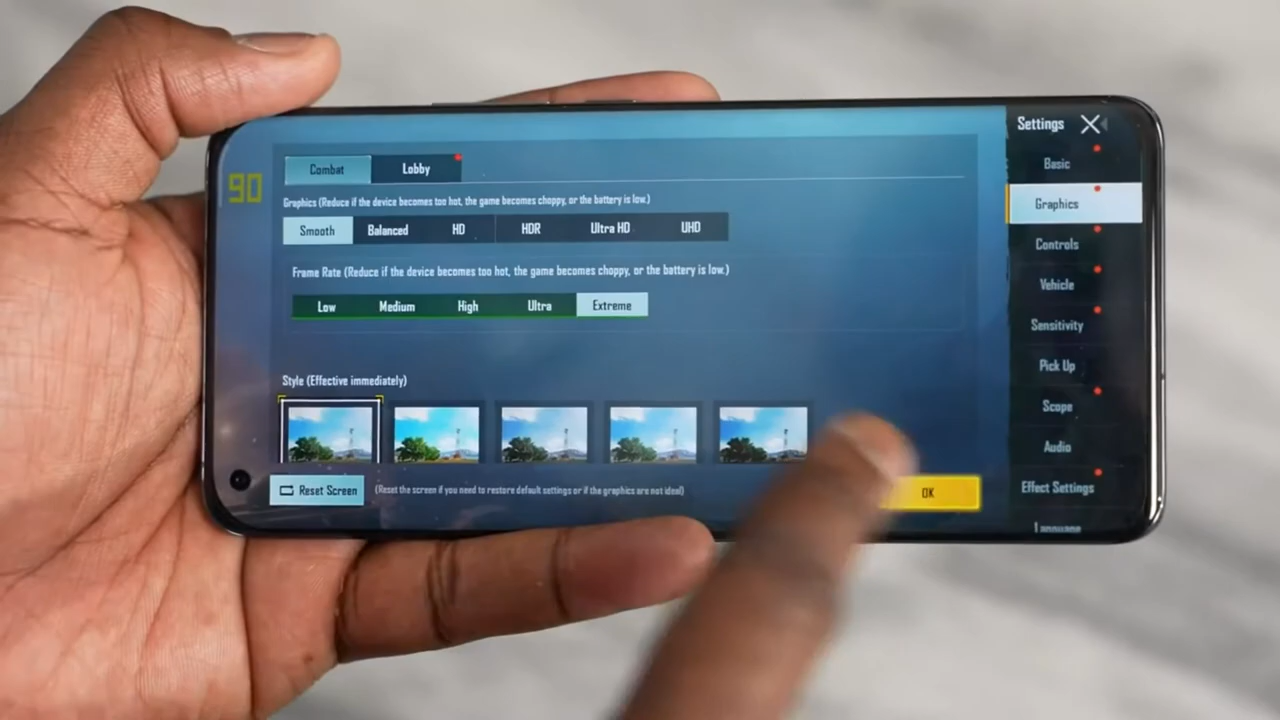 Settings
Combat Lobby
90
Basic
Graphics (Reduce if the device becomes too hot, the game becomes choppy, or the battery is low.)
Graphics
Smooth Balanced HD HDR Ultra HD UHD
Controls
Frame Rate (Reduce if the device becomes too hot, the game becomes choppy, or the battery is low.)
Vehicle
Low Medium High Ultra Extreme
Sensitivity
Pick Up
Style (Effective immediately)
Scope
Audio
Reset Screen (Reset the screen if you need to restore default settings or if the graphics are not ideal)
OK
Effect Settings
Language